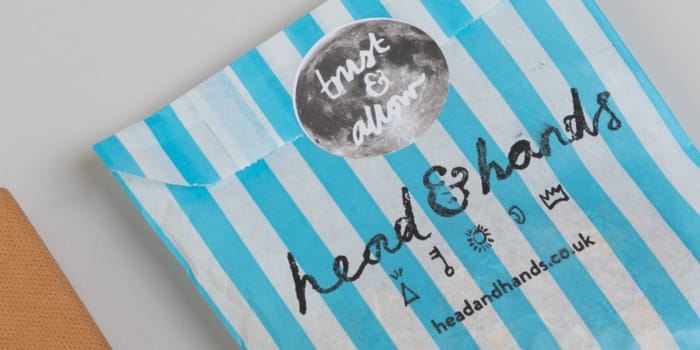 trust
&
allow
head & hands
headandhands.co.uk